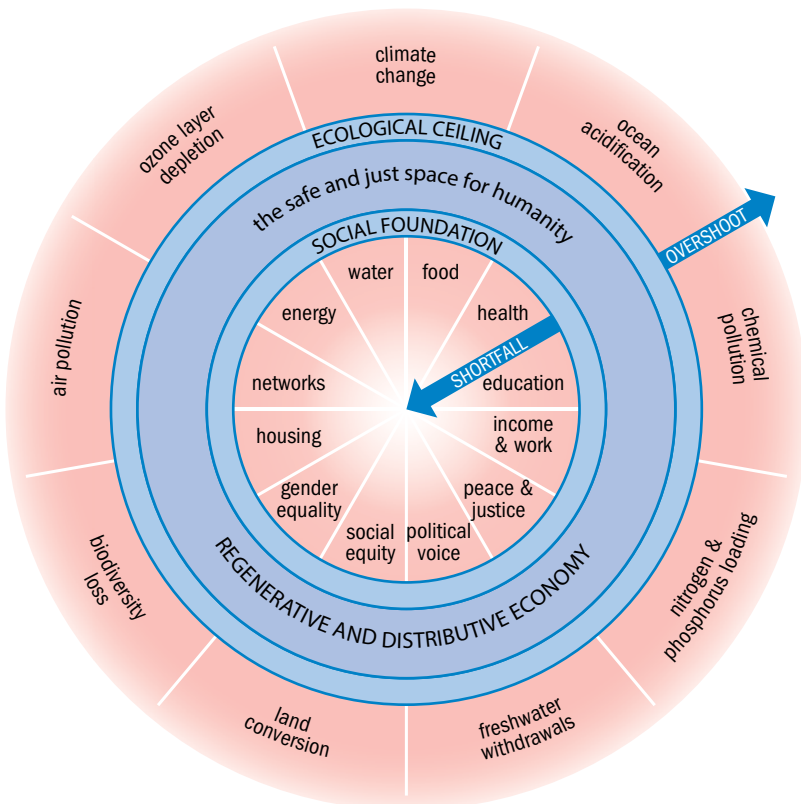 climate
change
ocean
acidification
OVERSHOOT
chemical
pollution
nitrogen &
phosphorus loading
freshwater
withdrawals
land
conversion
biodiversity
loss
air pollution
ozone layer
depletion
ECOLOGICAL CEILING
the safe and just space for humanity
SOCIAL FOUNDATION
water
food
health
SHORTFALL
education
income
& work
peace &
justice
political
voice
social
equity
gender
equality
housing
networks
energy
REGENERATIVE AND DISTRIBUTIVE ECONOMY